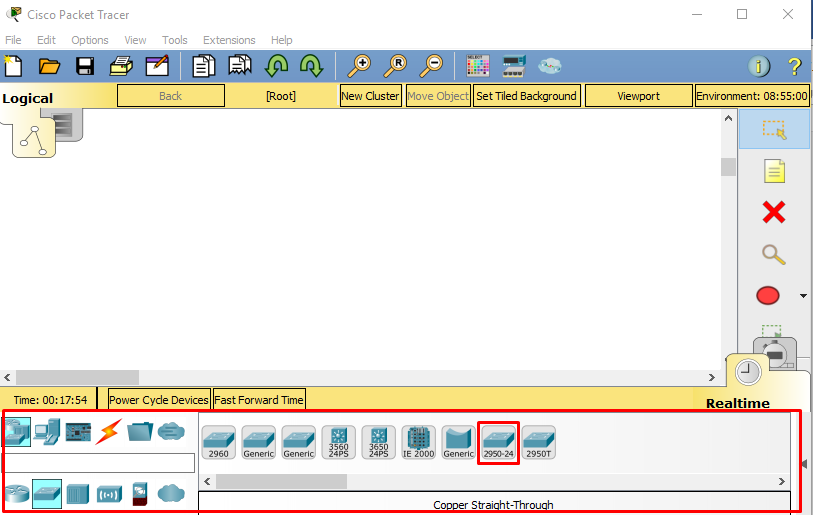 Cisco Packet Tracer
File Edit Options View Tools Extensions Help
Logical Back [Root] New Cluster Move Object Set Tiled Background Viewport Environment: 08:55:00
Time: 00:17:54 Power Cycle Devices Fast Forward Time
Realtime
2960 Generic Generic 3560 24PS 3650 24PS IE 2000 Generic 2950-24 2950T
Copper Straight-Through